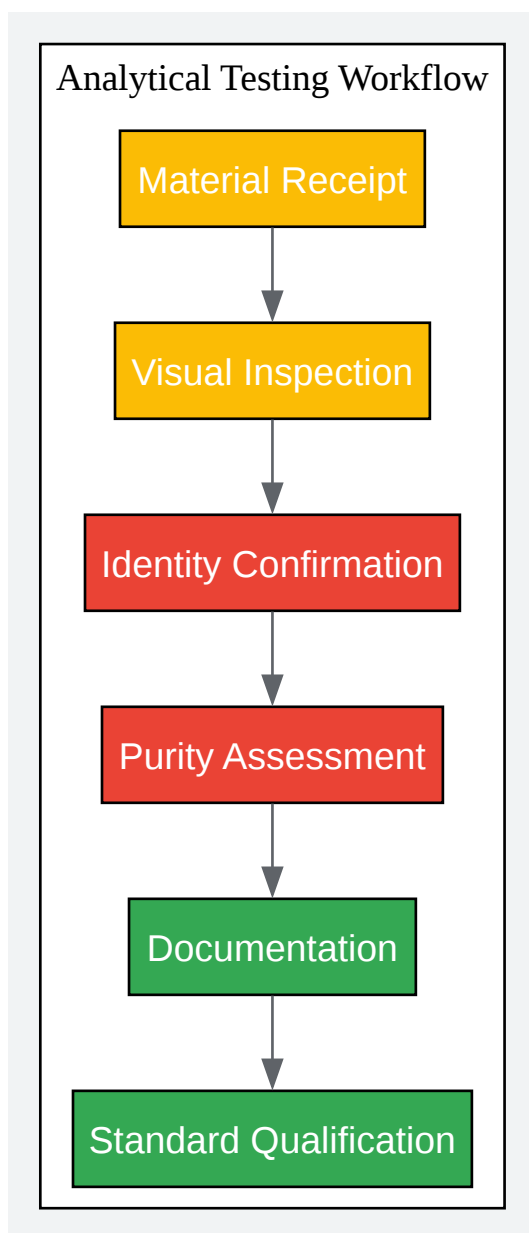 Analytical Testing Workflow
Material Receipt
Visual Inspection
Identity Confirmation
Purity Assessment
Documentation
Standard Qualification